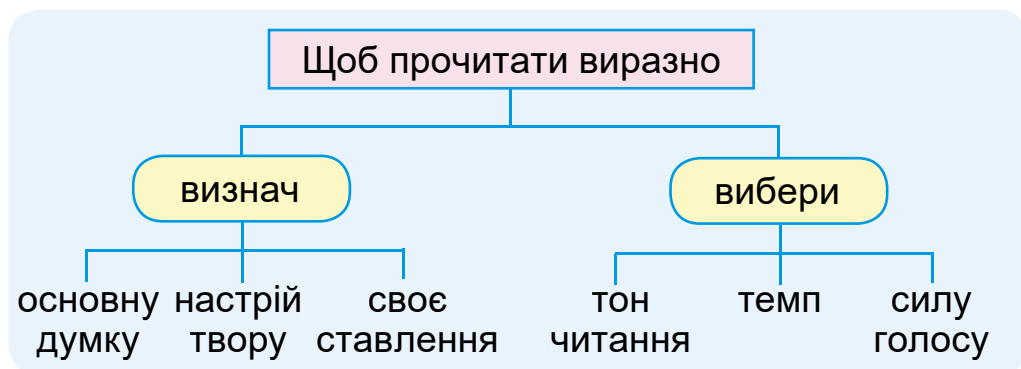 Щоб прочитати виразно
визнач
вибери
основну думку
настрій твору
своє ставлення
тон читання
темп
силу голосу